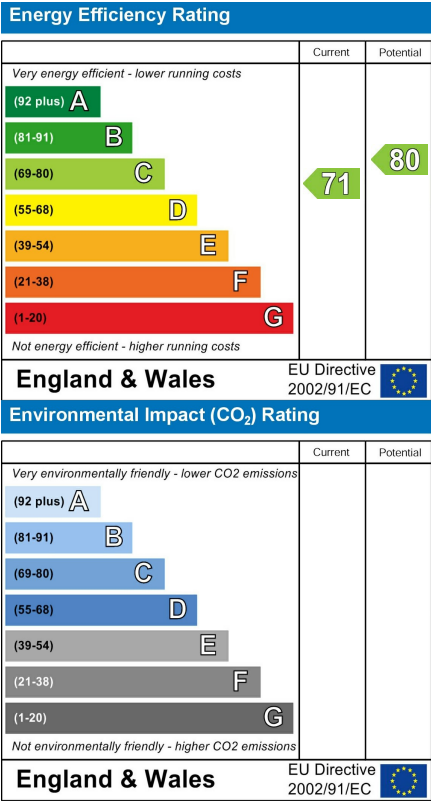 Energy Efficiency Rating
Current Potential
Very energy efficient - lower running costs
(92 plus) A
(81-91) B
(69-80) C
(55-68) D
(39-54) E
(21-38) F
(1-20) G
71
80
Not energy efficient - higher running costs
England & Wales
EU Directive
2002/91/EC
Environmental Impact (CO₂) Rating
Current Potential
Very environmentally friendly - lower CO2 emissions
(92 plus) A
(81-91) B
(69-80) C
(55-68) D
(39-54) E
(21-38) F
(1-20) G
Not environmentally friendly - higher CO2 emissions
England & Wales
EU Directive
2002/91/EC